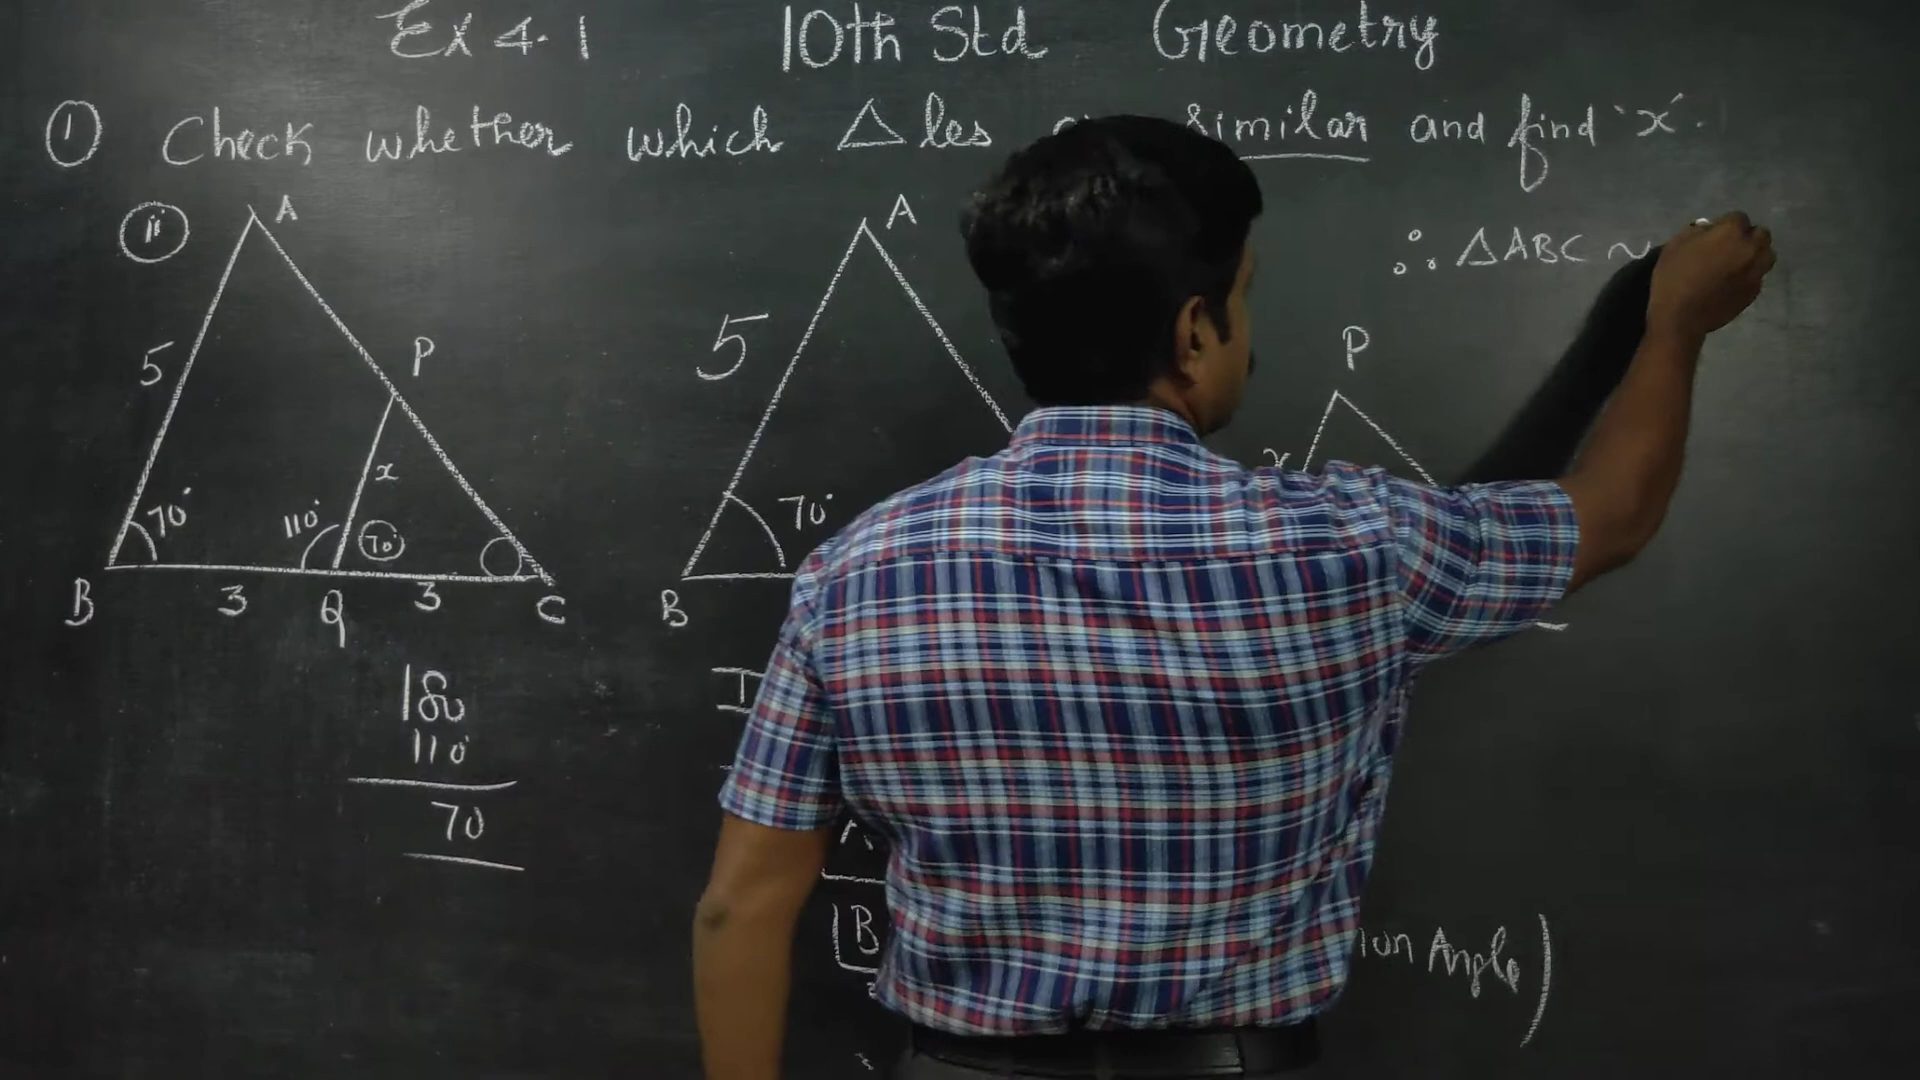 Ex 4.1 10th Std Geometry
① Check whether which △les similar and find 'x'.
ii
A
5
P
x
70°
110°
70°
B
3
Q
3
C
180
110
70
A
5
70°
B
∴ △ABC ~
P
x
B
Angle)